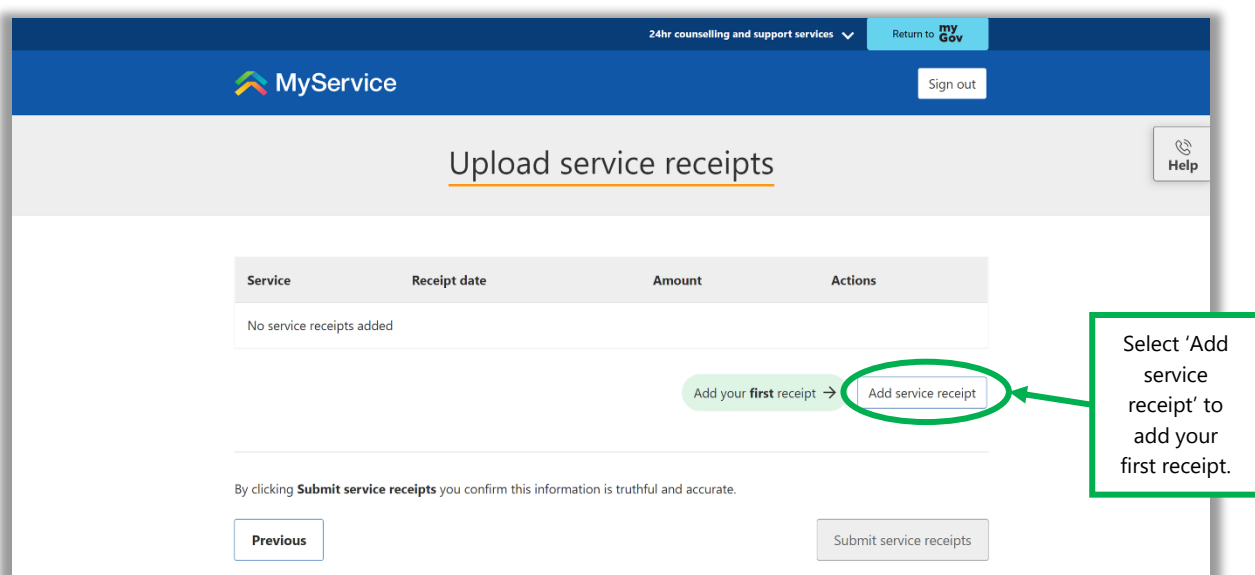 24hr counselling and support services
Return to my Gov
MyService
Sign out
Upload service receipts
Help
Service Receipt date Amount Actions
No service receipts added
Add your first receipt → Add service receipt
Select ‘Add
service
receipt’ to
add your
first receipt.
By clicking Submit service receipts you confirm this information is truthful and accurate.
Previous
Submit service receipts